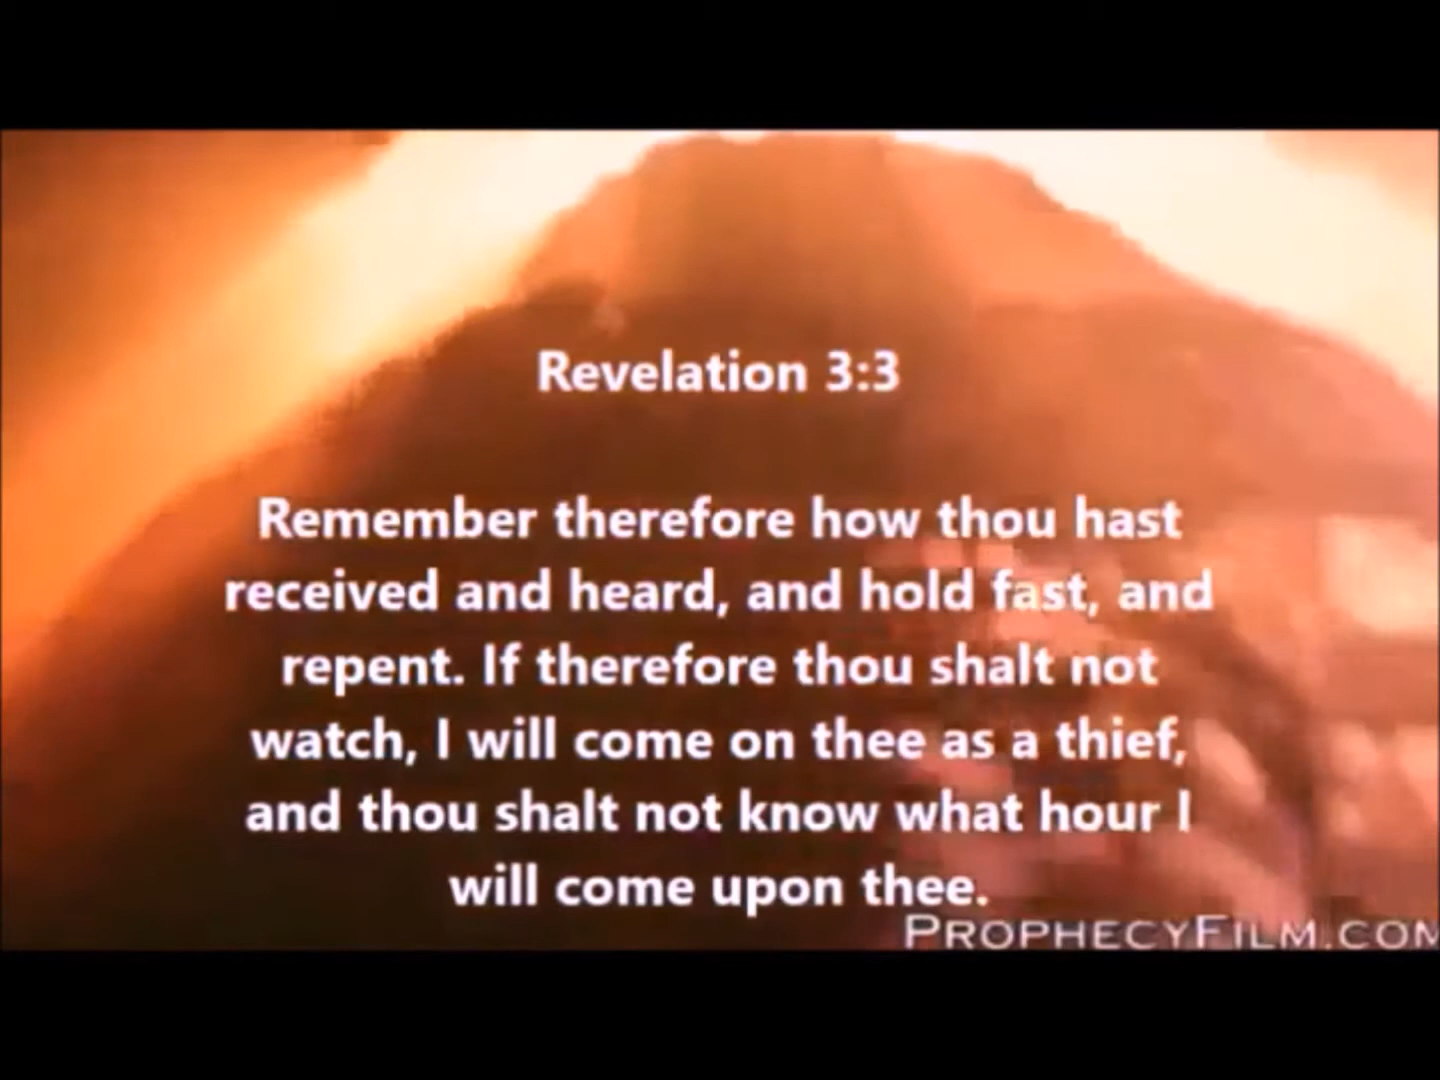 Revelation 3:3
Remember therefore how thou hast
received and heard, and hold fast, and
repent. If therefore thou shalt not
watch, I will come on thee as a thief,
and thou shalt not know what hour I
will come upon thee.
PROPHECYFILM.COM